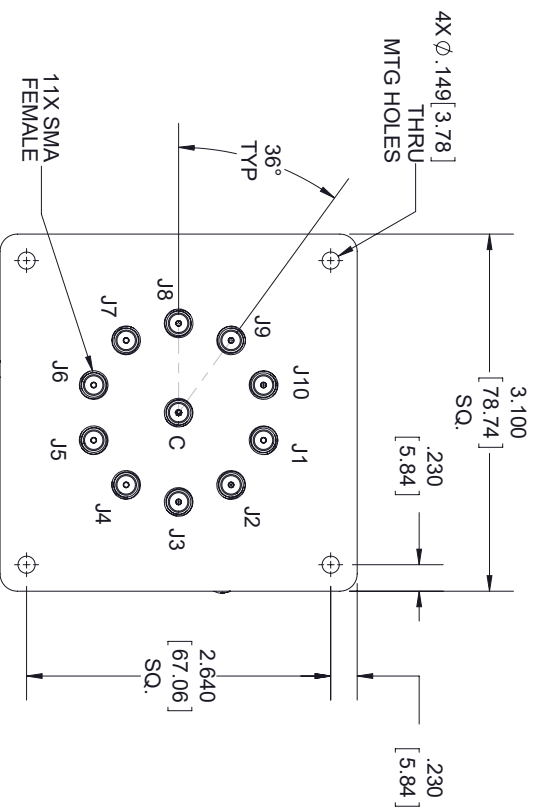 4X Ø .149[3.78]
THRU
MTG HOLES
3.100
[78.74]
SQ.
.230
[5.84]
.230
[5.84]
36°
TYP
11X SMA
FEMALE
J8
J9
J10
J7
J6
C
J1
J5
J2
J4
J3
2.640
[67.06]
SQ.